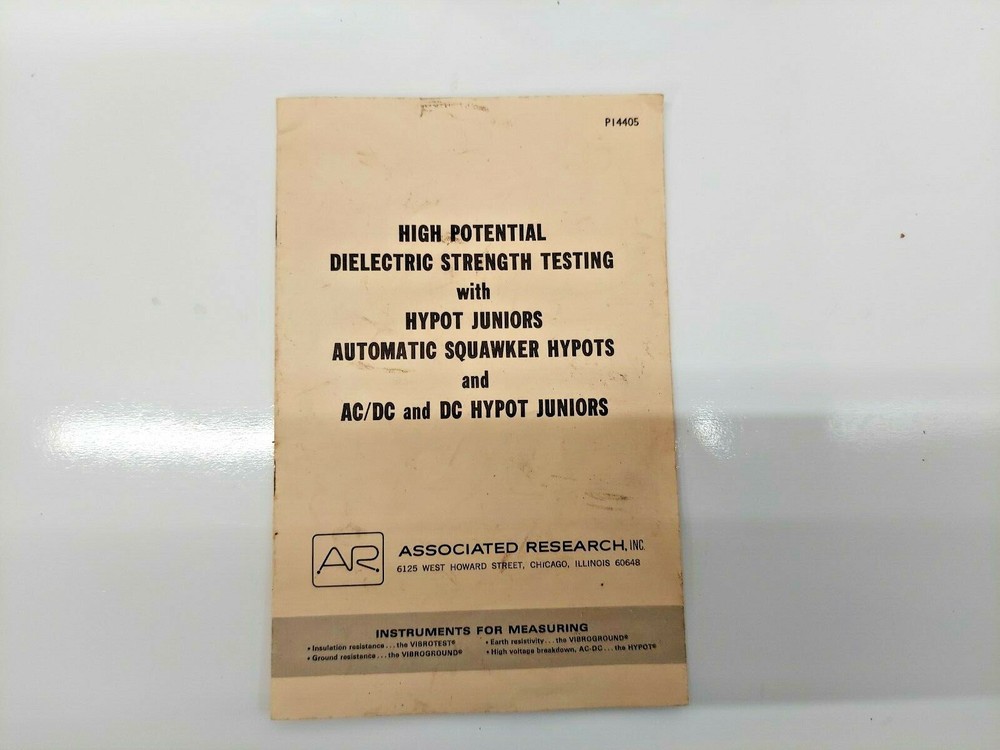 P14405
HIGH POTENTIAL
DIELECTRIC STRENGTH TESTING
with
HYPOT JUNIORS
AUTOMATIC SQUAWKER HYPOTS
and
AC/DC and DC HYPOT JUNIORS
AR
ASSOCIATED RESEARCH, INC.
6125 WEST HOWARD STREET, CHICAGO, ILLINOIS 60648
INSTRUMENTS FOR MEASURING
• Insulation resistance . . . the VIBROTEST®
• Ground resistance . . . the VIBROGROUND®
• Earth resistivity . . . the VIBROGROUND®
• High voltage breakdown, AC-DC . . . the HYPOT®